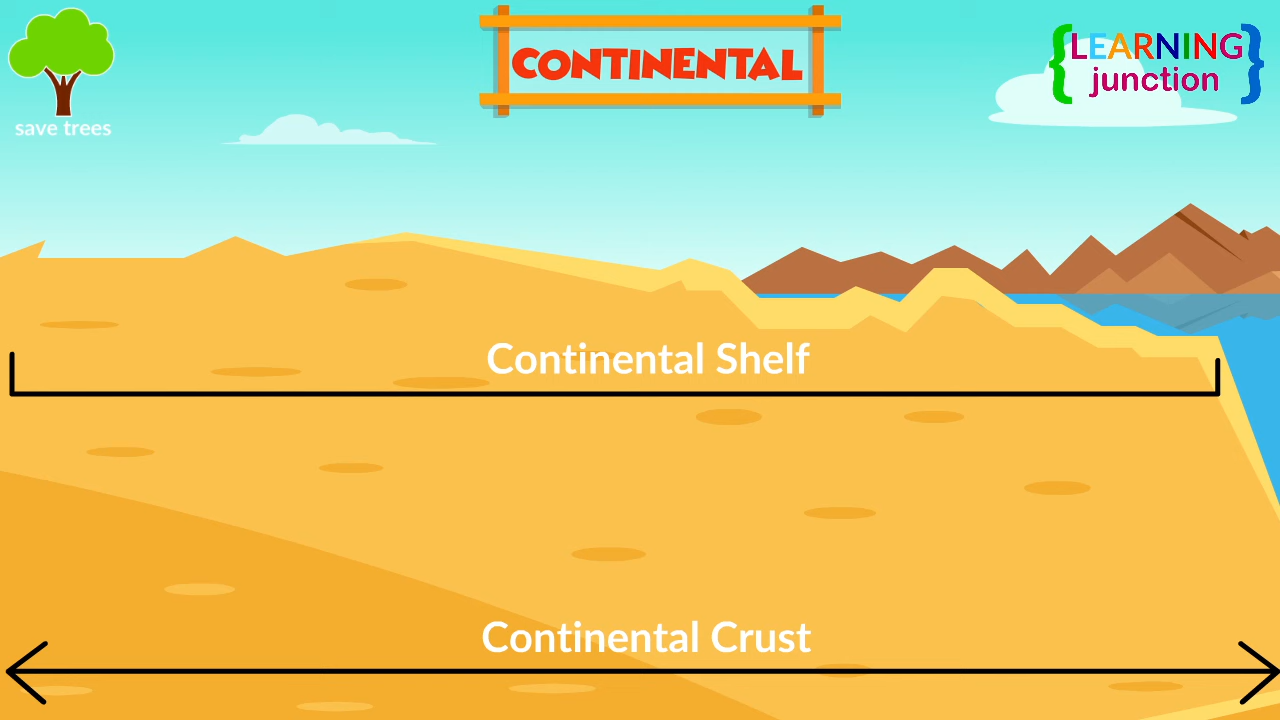 CONTINENTAL
{LEARNING}
junction
save trees
Continental Shelf
Continental Crust